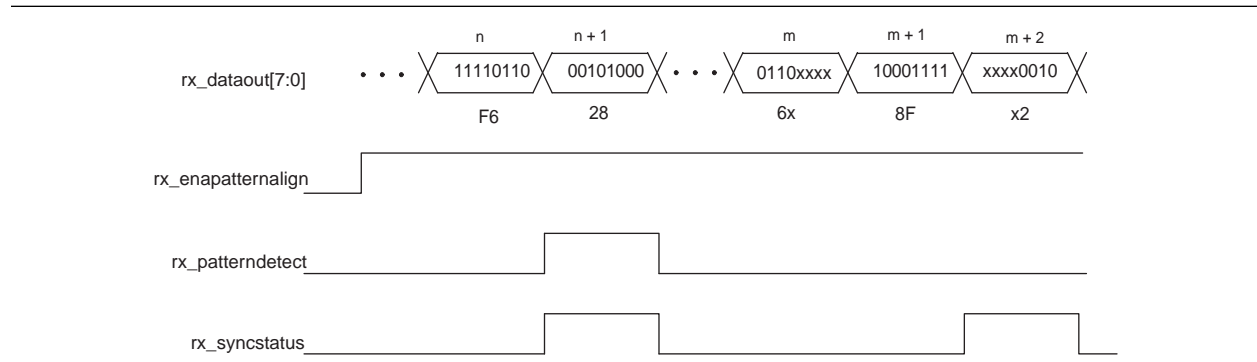 n n + 1 m m + 1 m + 2
rx_dataout[7:0] 11110110 00101000 0110xxxx 10001111 xxxx0010
F6 28 6x 8F x2
rx_enapatternalign
rx_patterndetect
rx_syncstatus